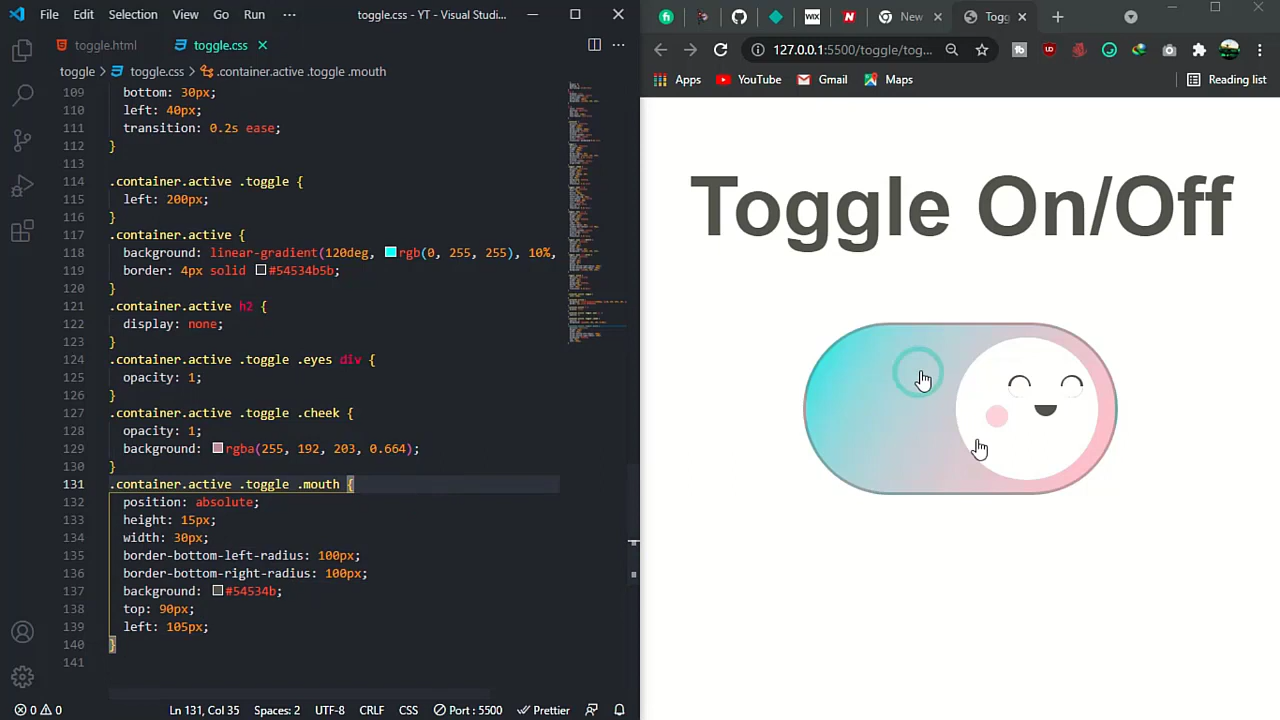 File Edit Selection View Go Run ··· toggle.css - YT - Visual Studi...
toggle.html toggle.css
toggle > toggle.css > .container.active .toggle .mouth
109 bottom: 30px;
110 left: 40px;
111 transition: 0.2s ease;
112 }
113
114 .container.active .toggle {
115 left: 200px;
116 }
117 .container.active {
118 background: linear-gradient(120deg, rgb(0, 255, 255), 10%,
119 border: 4px solid #54534b5b;
120 }
121 .container.active h2 {
122 display: none;
123 }
124 .container.active .toggle .eyes div {
125 opacity: 1;
126 }
127 .container.active .toggle .cheek {
128 opacity: 1;
129 background: rgba(255, 192, 203, 0.664);
130 }
131 .container.active .toggle .mouth {
132 position: absolute;
133 height: 15px;
134 width: 30px;
135 border-bottom-left-radius: 100px;
136 border-bottom-right-radius: 100px;
137 background: #54534b;
138 top: 90px;
139 left: 105px;
140 }
141
0 0 Ln 131, Col 35 Spaces: 2 UTF-8 CRLF CSS Port : 5500 Prettier
fi WIX N New Togg
127.0.0.1:5500/toggle/tog...
Apps YouTube Gmail Maps Reading list
Toggle On/Off